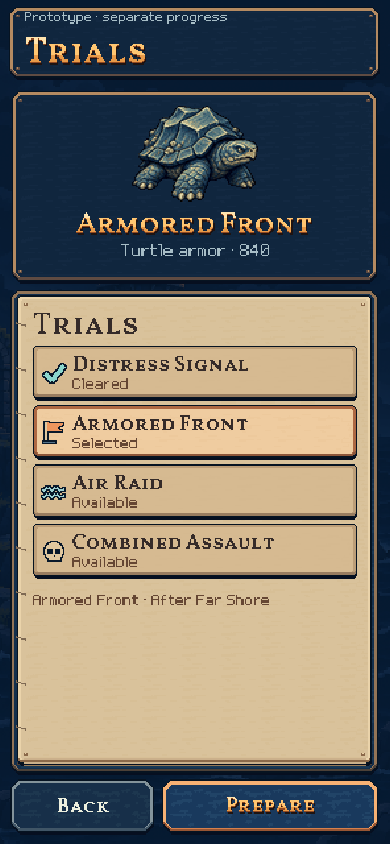 Prototype · separate progress
Trials
Armored Front
Turtle armor · 840
Trials
Distress Signal
Cleared
Armored Front
Selected
Air Raid
Available
Combined Assault
Available
Armored Front · After Far Shore
Back
Prepare